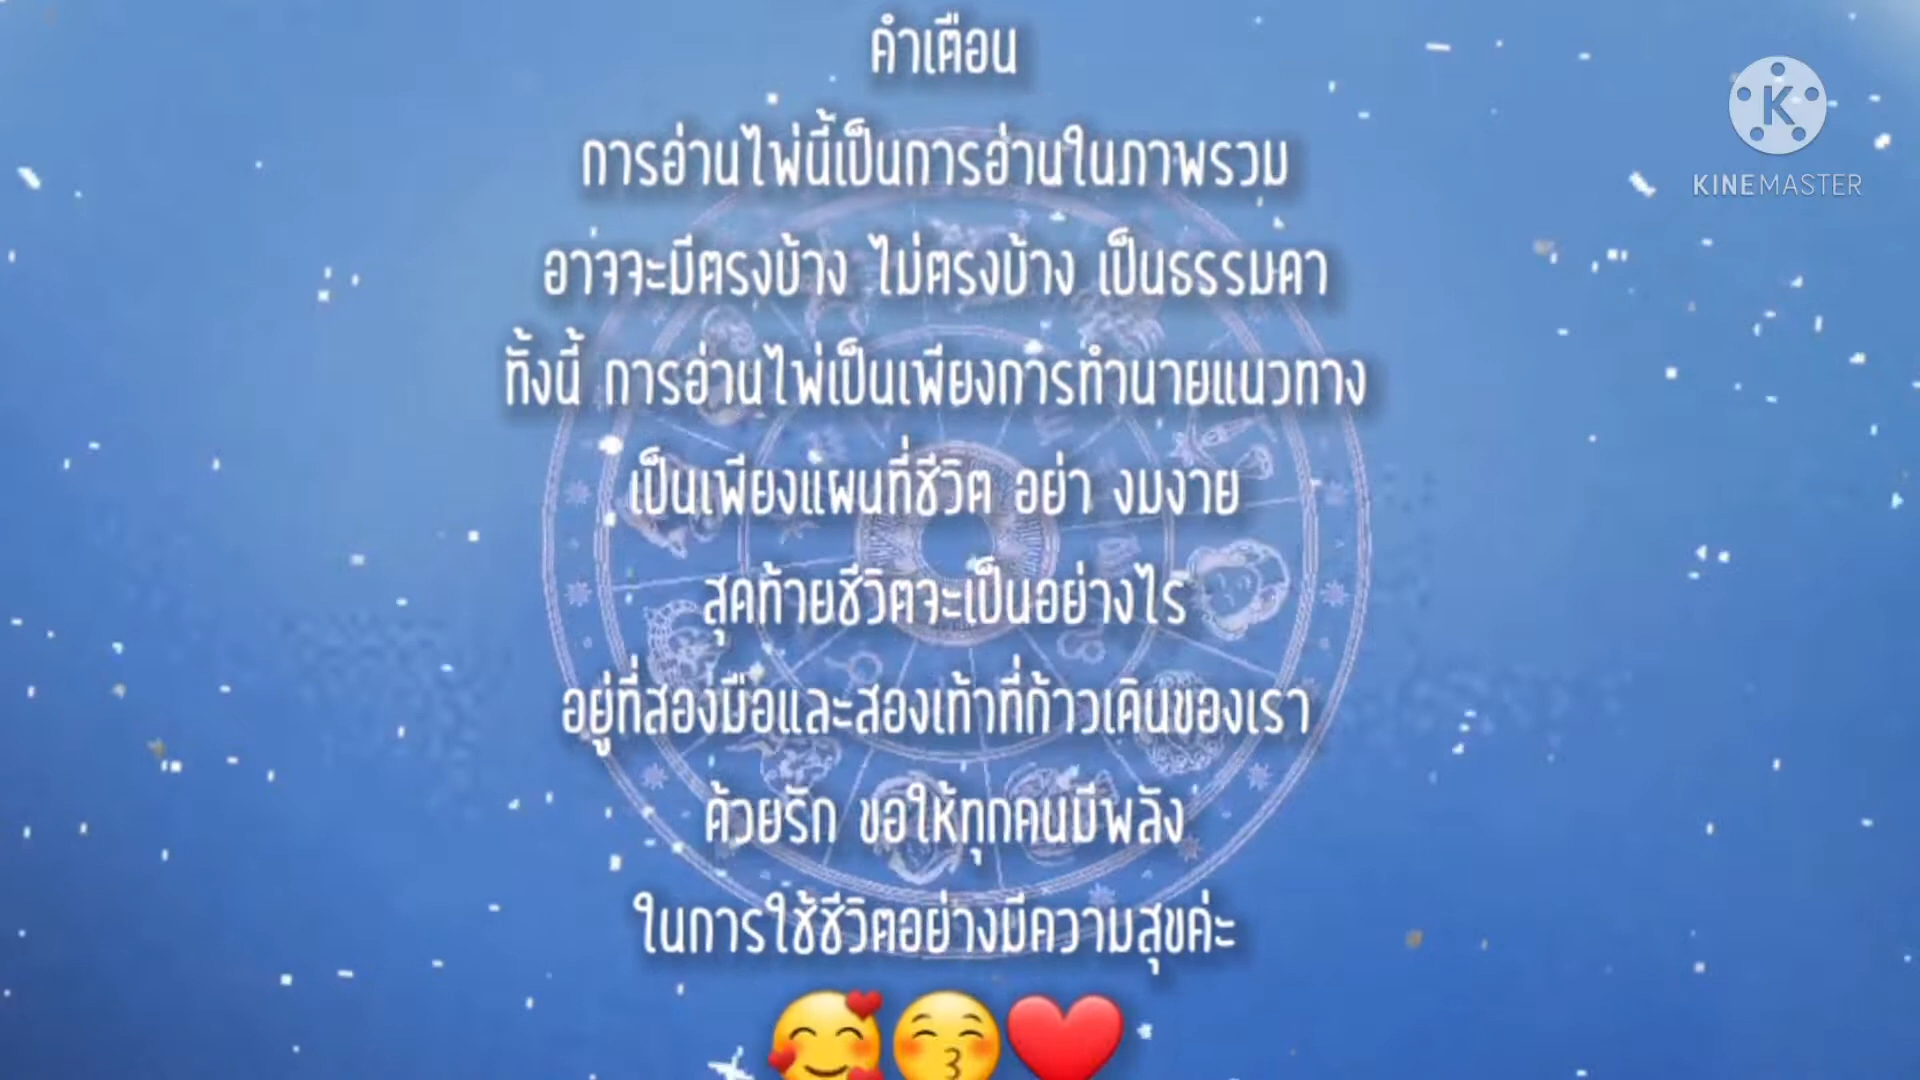 คำเตือน
การอ่านไพ่นี้เป็นการอ่านในภาพรวม
อาจจะมีตรงบ้าง ไม่ตรงบ้าง เป็นธรรมดา
ทั้งนี้ การอ่านไพ่เป็นเพียงการทำนายแนวทาง
เป็นเพียงแผนที่ชีวิต อย่า งมงาย
สุดท้ายชีวิตจะเป็นอย่างไร
อยู่ที่สองมือและสองเท้าที่ก้าวเดินของเรา
ด้วยรัก ขอให้ทุกคนมีพลัง
ในการใช้ชีวิตอย่างมีความสุขค่ะ
K
KINEMASTER